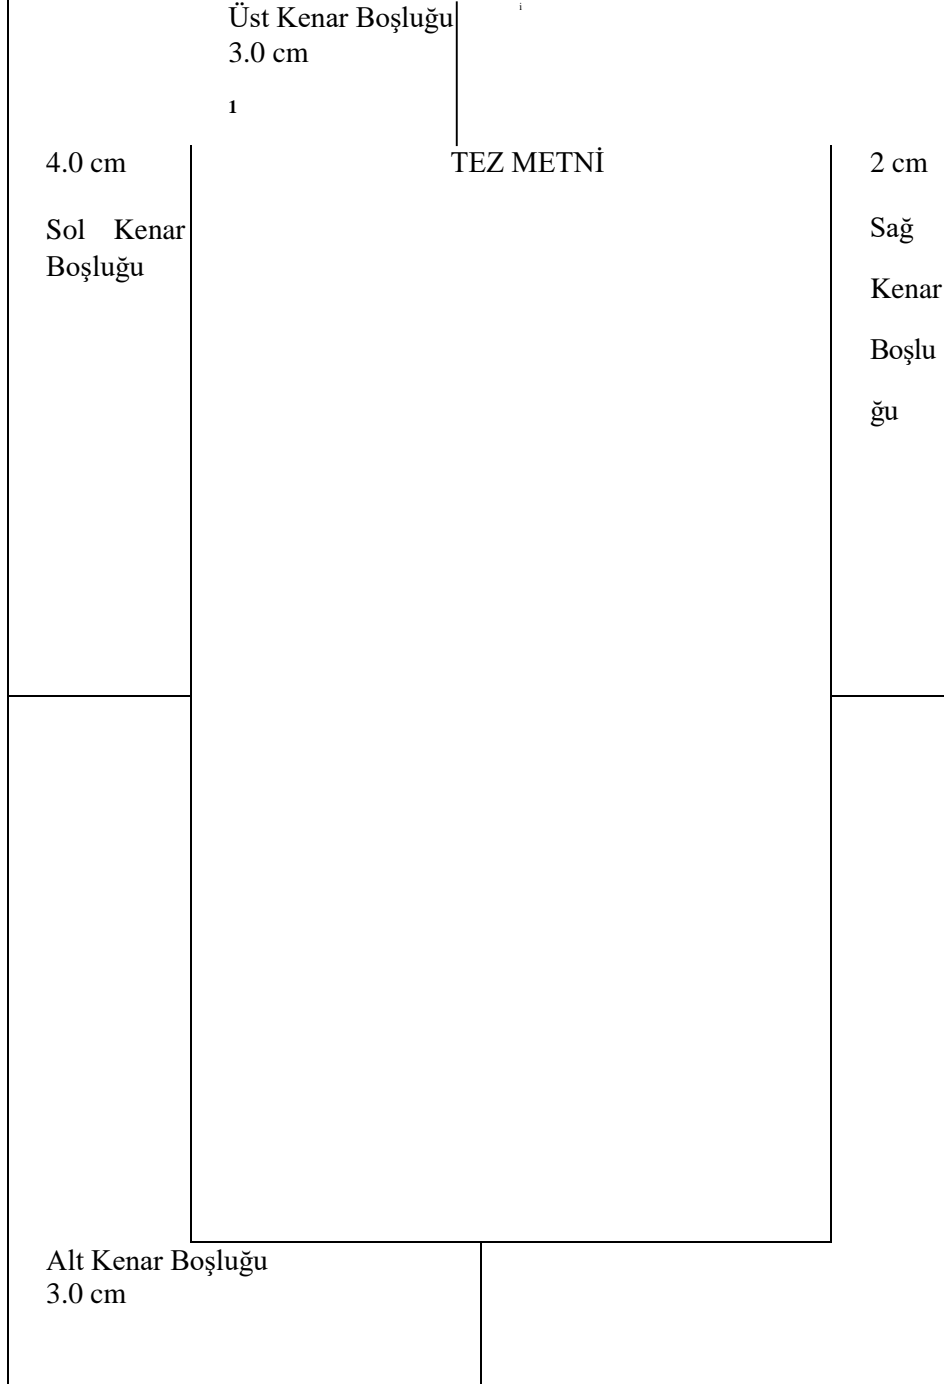 Üst Kenar Boşluğu
3.0 cm
i
1
4.0 cm
Sol Kenar
Boşluğu
TEZ METNİ
2 cm
Sağ
Kenar
Boşlu
ğu
Alt Kenar Boşluğu
3.0 cm